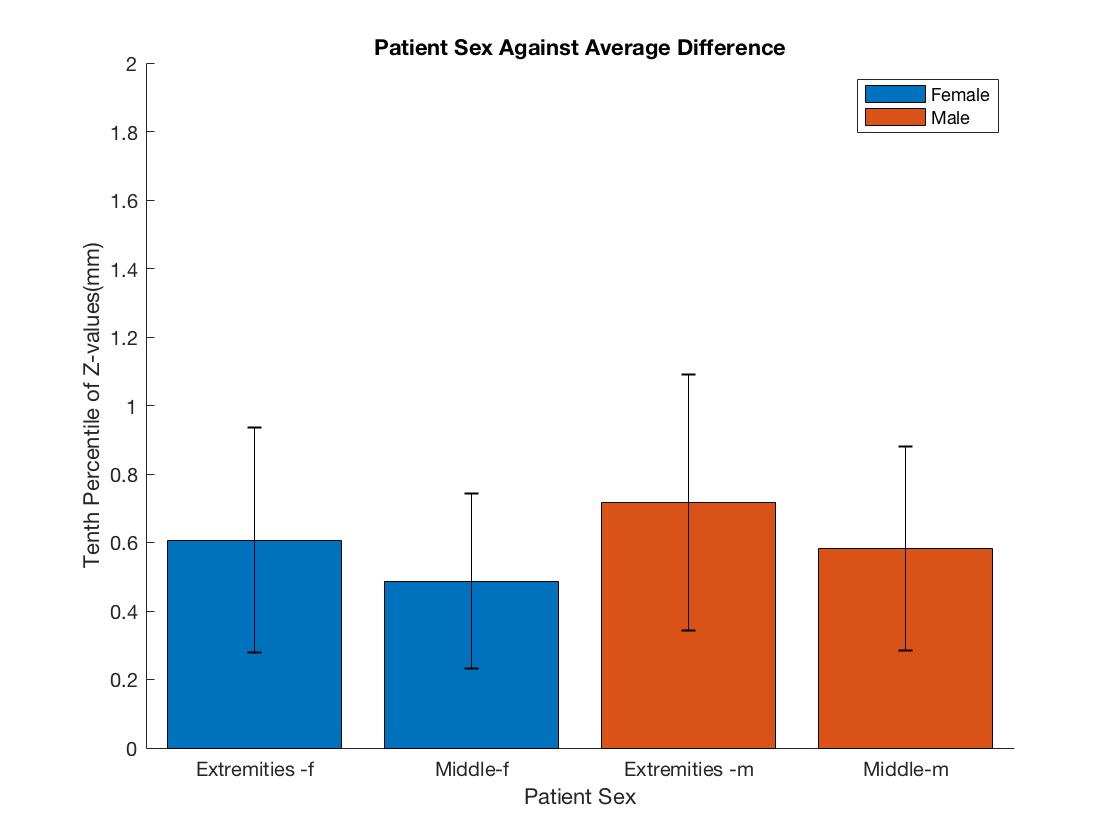 Patient Sex Against Average Difference
Female
Male
Tenth Percentile of Z-values(mm)
2
1.8
1.6
1.4
1.2
1
0.8
0.6
0.4
0.2
0
Extremities -f
Middle-f
Extremities -m
Middle-m
Patient Sex